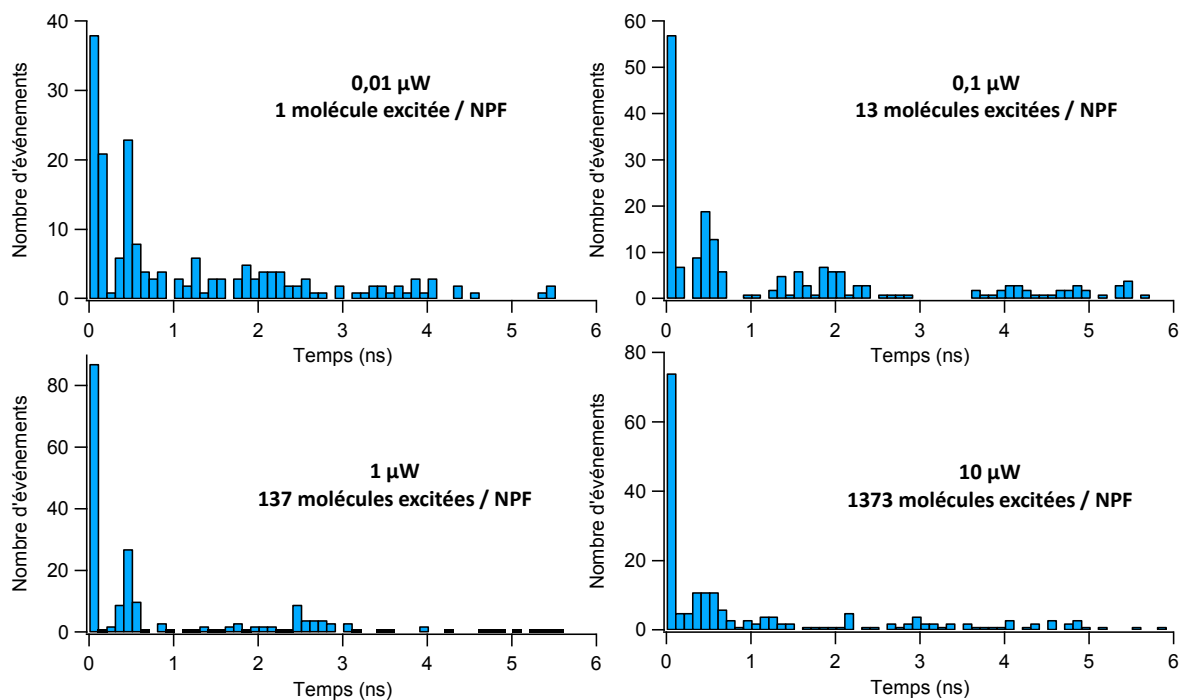 40
30
20
10
0
Nombre d'événements
0,01 µW
1 molécule excitée / NPF
0 1 2 3 4 5 6
Temps (ns)
60
50
40
30
20
10
0
Nombre d'événements
0,1 µW
13 molécules excitées / NPF
0 1 2 3 4 5 6
Temps (ns)
80
60
40
20
0
Nombre d'événements
1 µW
137 molécules excitées / NPF
0 1 2 3 4 5 6
Temps (ns)
80
60
40
20
0
Nombre d'événements
10 µW
1373 molécules excitées / NPF
0 1 2 3 4 5 6
Temps (ns)